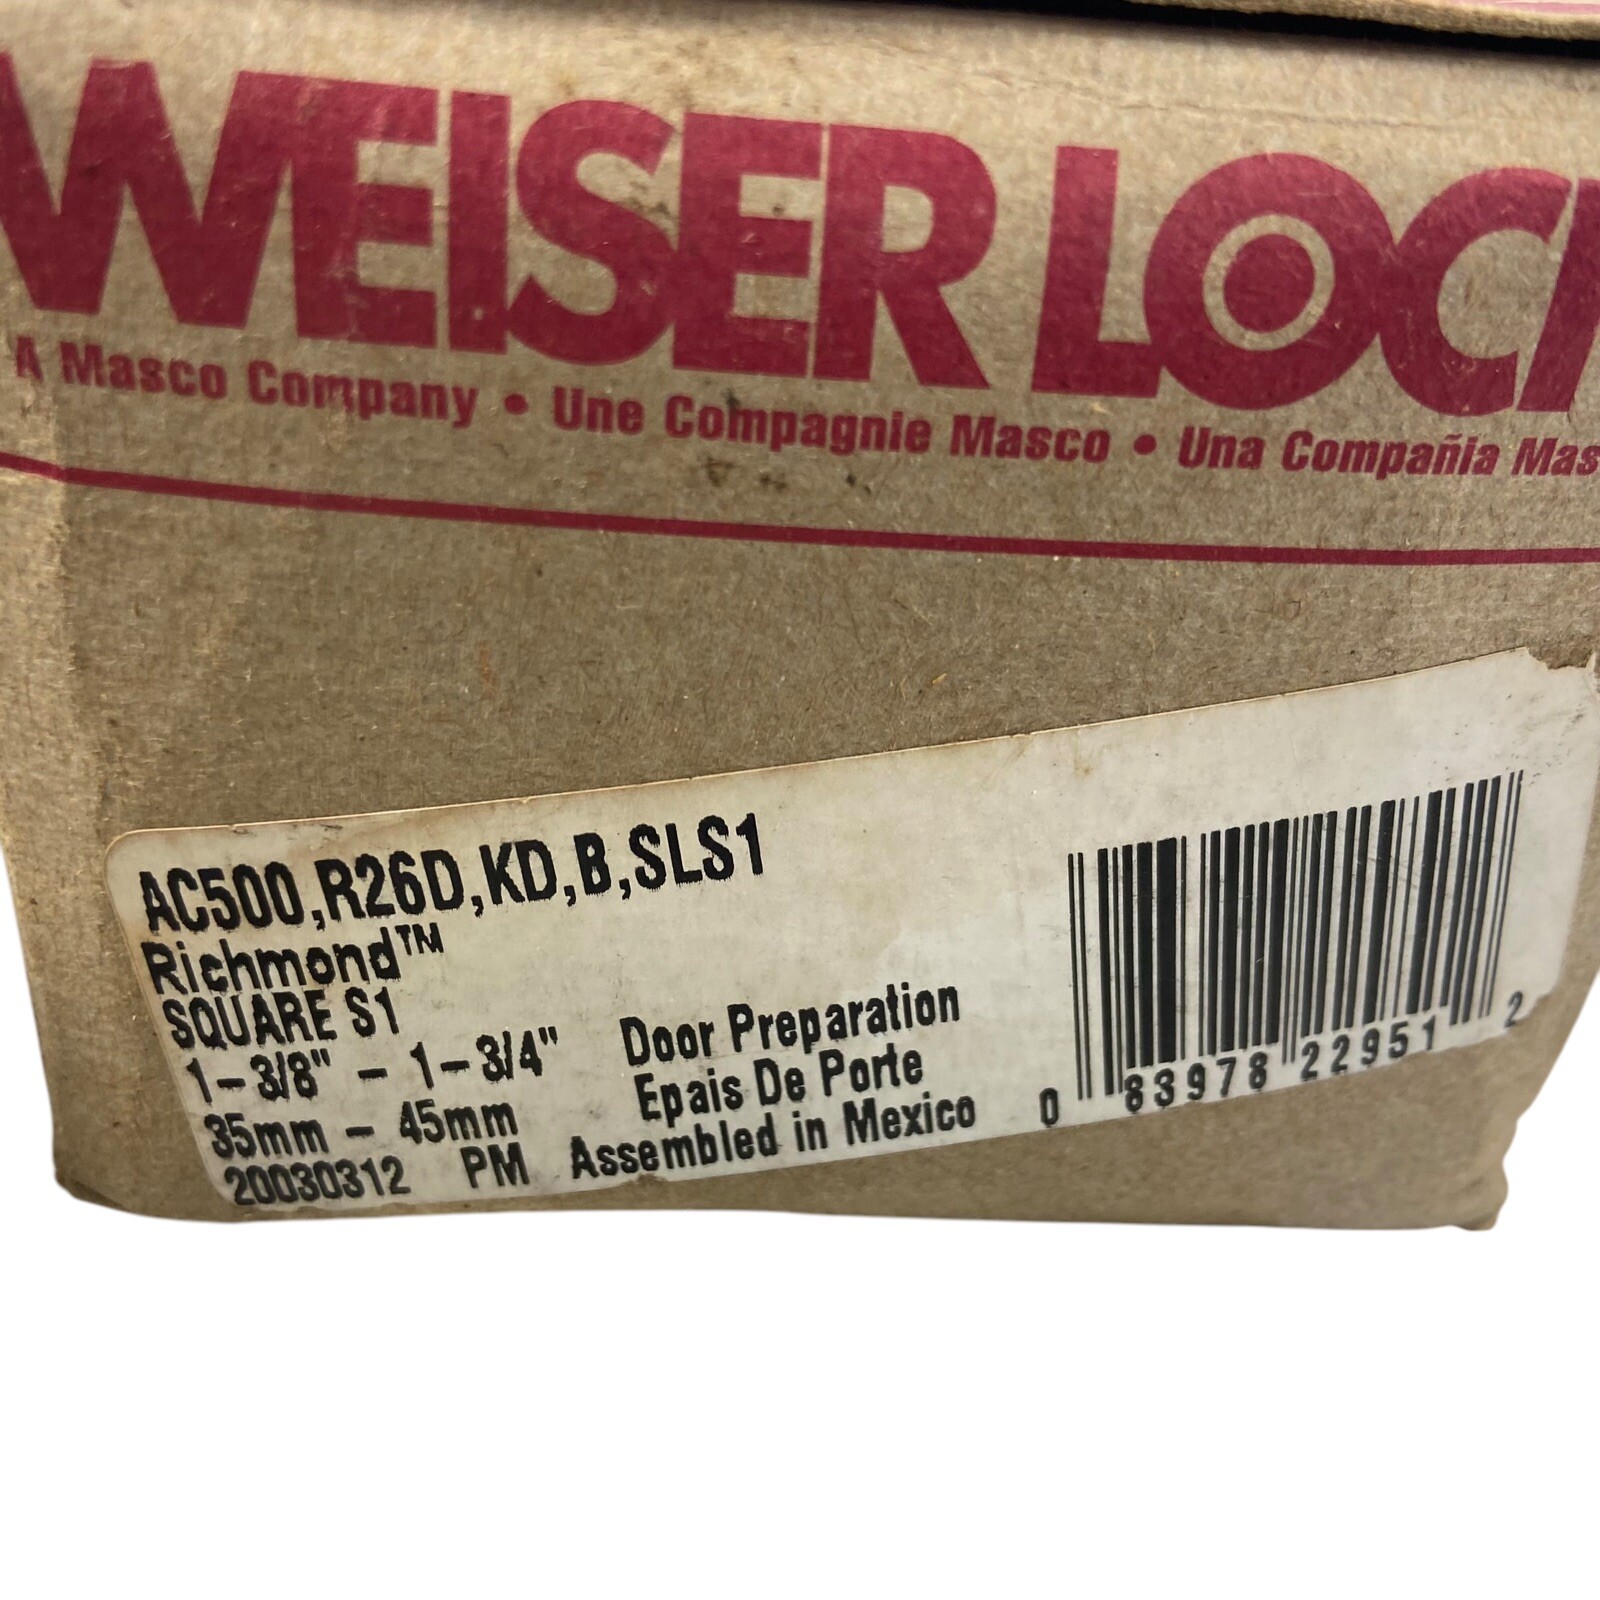 WEISER LOCK
A Masco Company • Une Compagnie Masco • Una Compañia Mas
AC500,R26D,KD,B,SLS1
Richmond™
SQUARE S1
1-3/8" - 1-3/4" Door Preparation
35mm - 45mm Epais De Porte
20030312 PM Assembled in Mexico
0 83978 22951 2